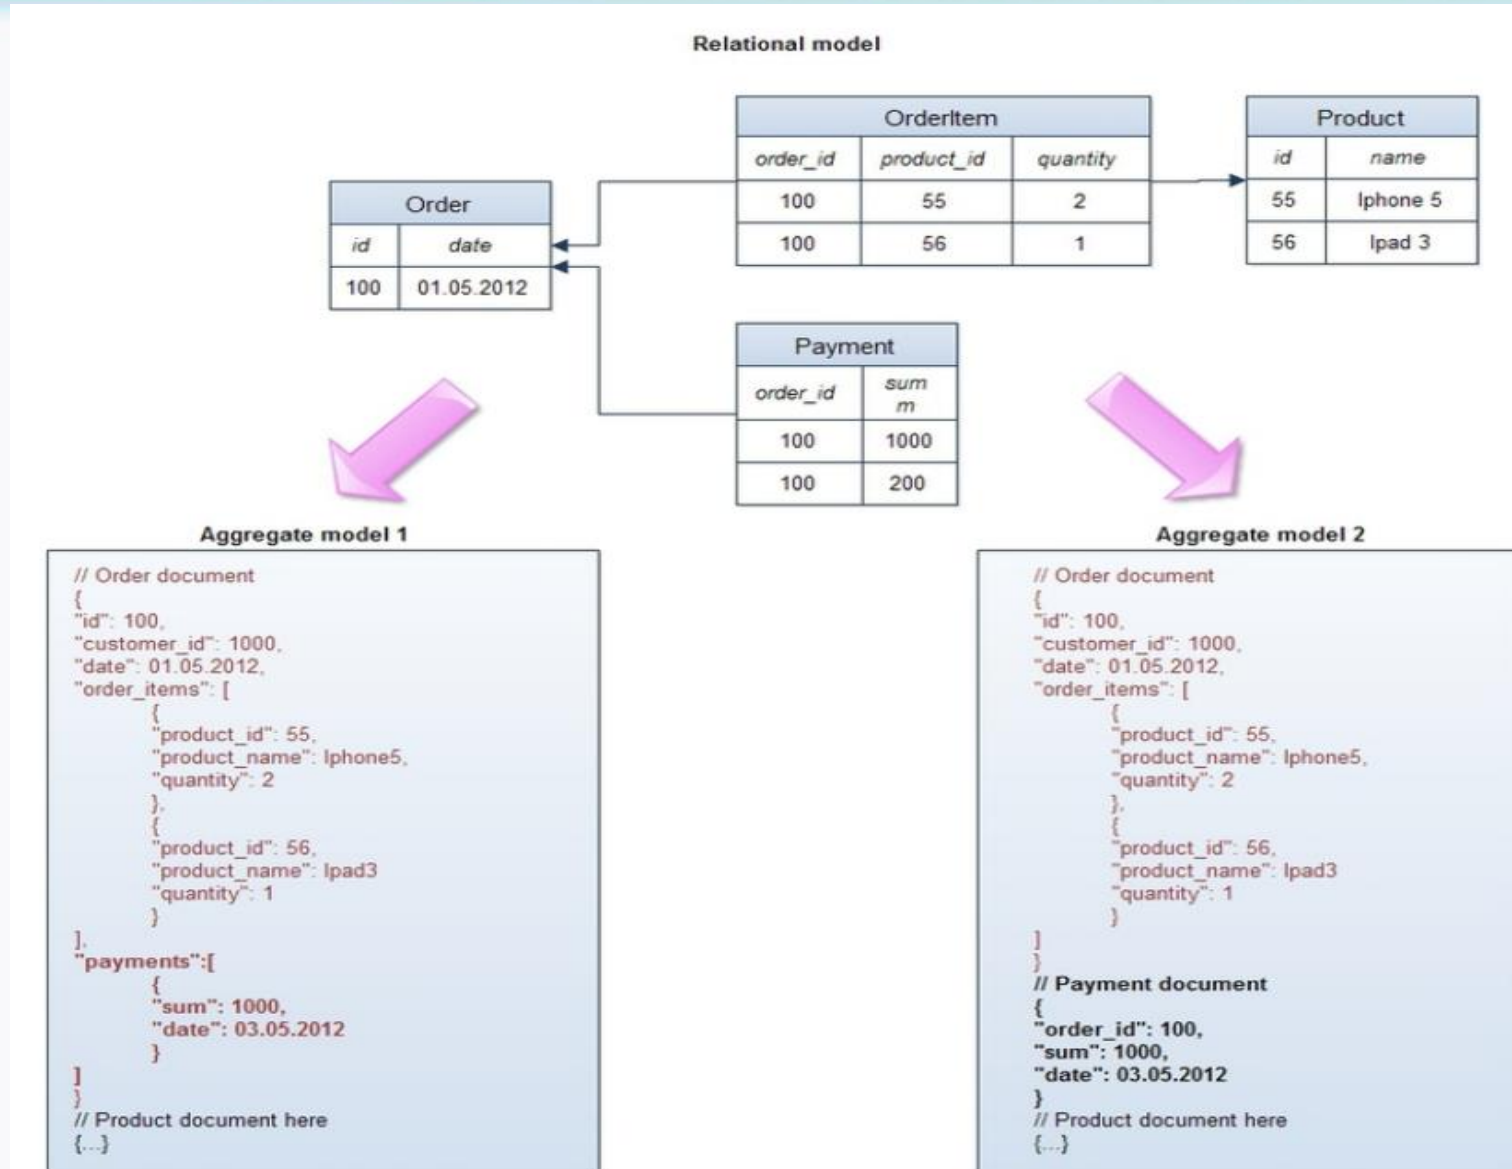 Relational model
OrderItem
order_id product_id quantity
100 55 2
100 56 1
Product
id name
55 Iphone 5
56 Ipad 3
Order
id date
100 01.05.2012
Payment
order_id sum
m
100 1000
100 200
Aggregate model 1
// Order document
{
"id": 100,
"customer_id": 1000,
"date": 01.05.2012,
"order_items": [
{
"product_id": 55,
"product_name": Iphone5,
"quantity": 2
},
{
"product_id": 56,
"product_name": Ipad3
"quantity": 1
}
],
"payments":[
{
"sum": 1000,
"date": 03.05.2012
}
]
}
// Product document here
{...}
Aggregate model 2
// Order document
{
"id": 100,
"customer_id": 1000,
"date": 01.05.2012,
"order_items": [
{
"product_id": 55,
"product_name": Iphone5,
"quantity": 2
},
{
"product_id": 56,
"product_name": Ipad3
"quantity": 1
}
]
}
// Payment document
{
"order_id": 100,
"sum": 1000,
"date": 03.05.2012
}
// Product document here
{...}